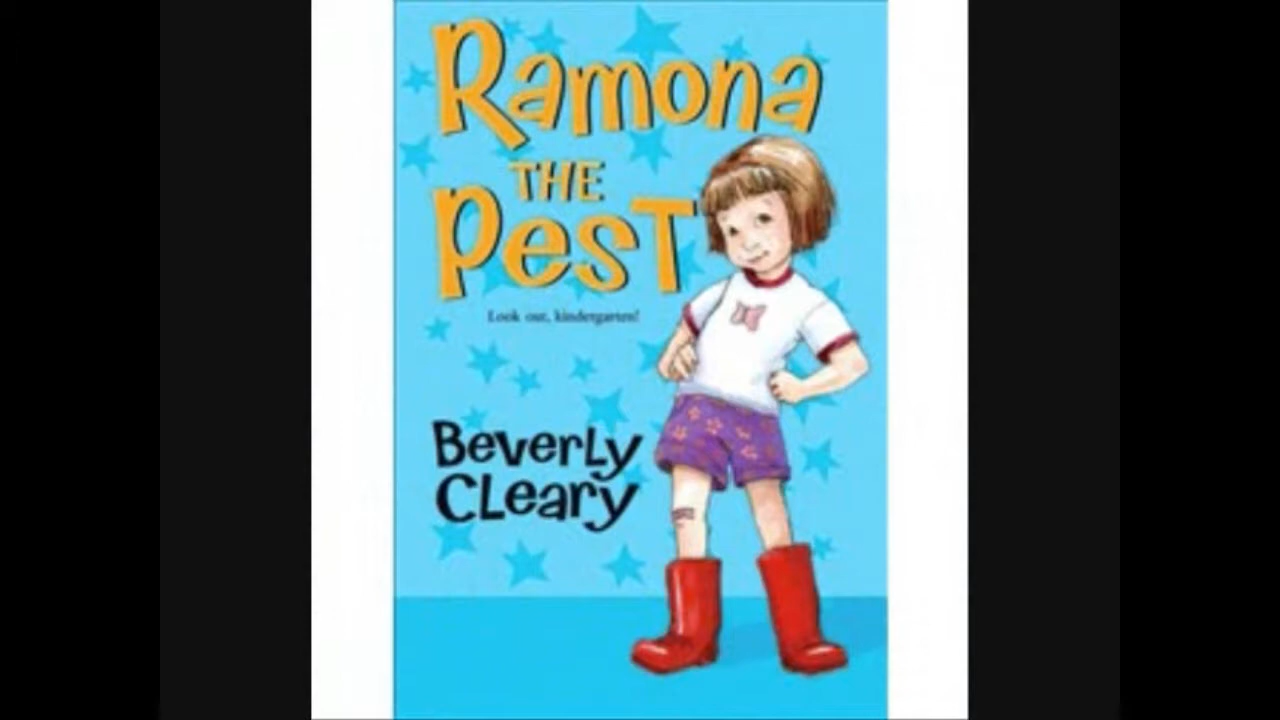 Ramona
THE
Pest
Look out, kindergarten!
Beverly
Cleary